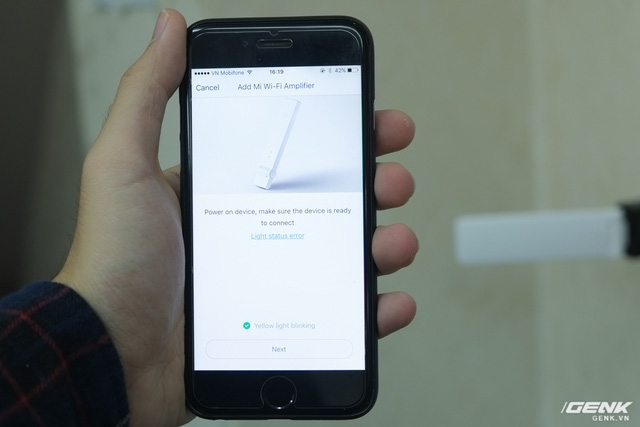 VN Mobifone 16:19 42%
Cancel Add Mi Wi-Fi Amplifier
Power on device, make sure the device is ready
to connect
Light status error
Yellow light blinking
Next
GENK
GENK.VN